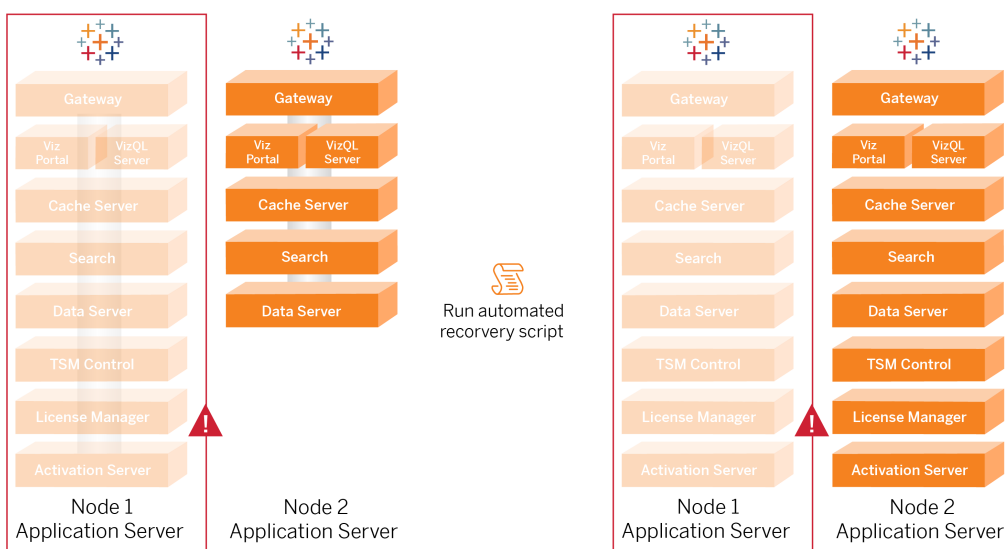 Gateway
Viz
Portal
VizQL
Server
Cache Server
Search
Data Server
TSM Control
License Manager
Activation Server
!
Node 1
Application Server
Gateway
Viz
Portal
VizQL
Server
Cache Server
Search
Data Server
Node 2
Application Server
Run automated
recovery script
Gateway
Viz
Portal
VizQL
Server
Cache Server
Search
Data Server
TSM Control
License Manager
Activation Server
!
Node 1
Application Server
Gateway
Viz
Portal
VizQL
Server
Cache Server
Search
Data Server
TSM Control
License Manager
Activation Server
Node 2
Application Server